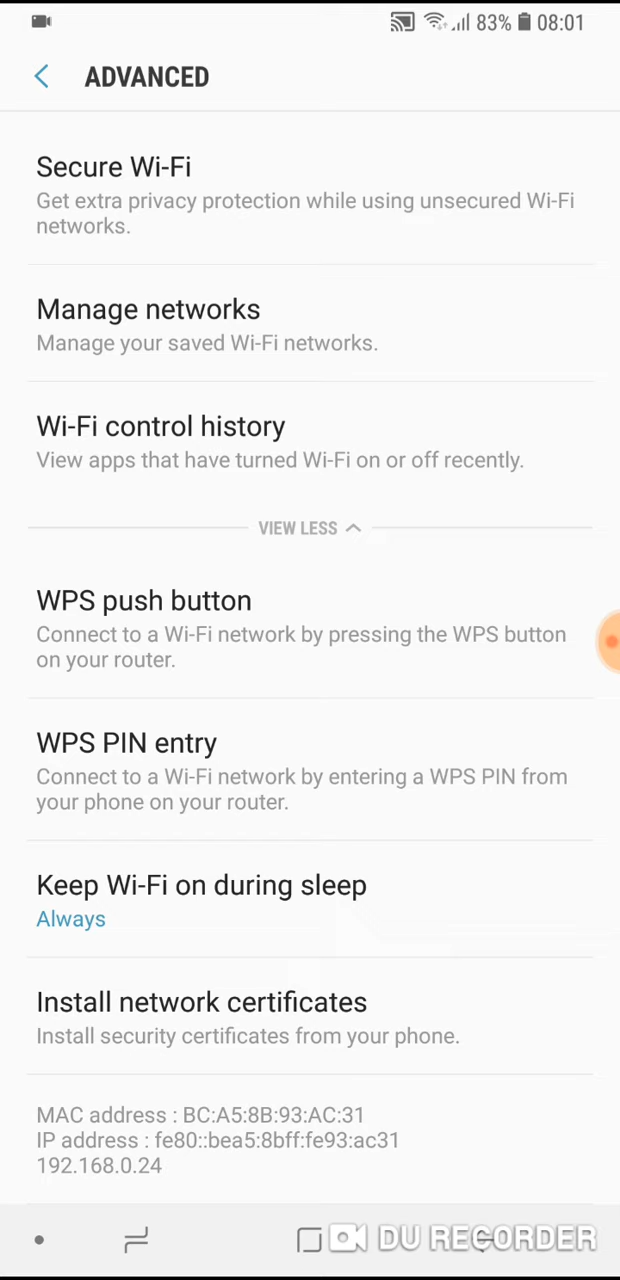 83% 08:01
ADVANCED
Secure Wi-Fi
Get extra privacy protection while using unsecured Wi-Fi
networks.
Manage networks
Manage your saved Wi-Fi networks.
Wi-Fi control history
View apps that have turned Wi-Fi on or off recently.
VIEW LESS
WPS push button
Connect to a Wi-Fi network by pressing the WPS button
on your router.
WPS PIN entry
Connect to a Wi-Fi network by entering a WPS PIN from
your phone on your router.
Keep Wi-Fi on during sleep
Always
Install network certificates
Install security certificates from your phone.
MAC address : BC:A5:8B:93:AC:31
IP address : fe80::bea5:8bff:fe93:ac31
192.168.0.24
DU RECORDER